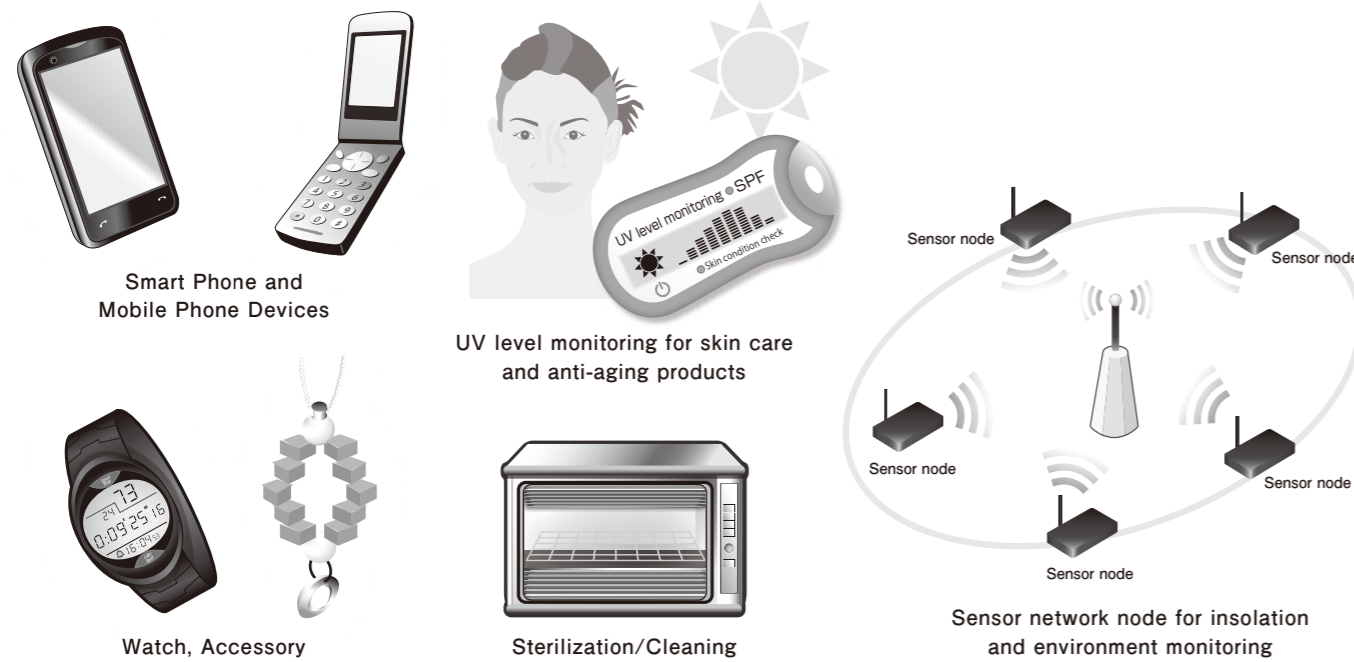 Smart Phone and
Mobile Phone Devices
UV level monitoring SPF
Skin condition check
UV level monitoring for skin care
and anti-aging products
Sensor node
Sensor node
Sensor node
Sensor node
Sensor node
Sensor network node for insolation
and environment monitoring
73
24
0:09'25"16
16:04 53
Watch, Accessory
Sterilization/Cleaning